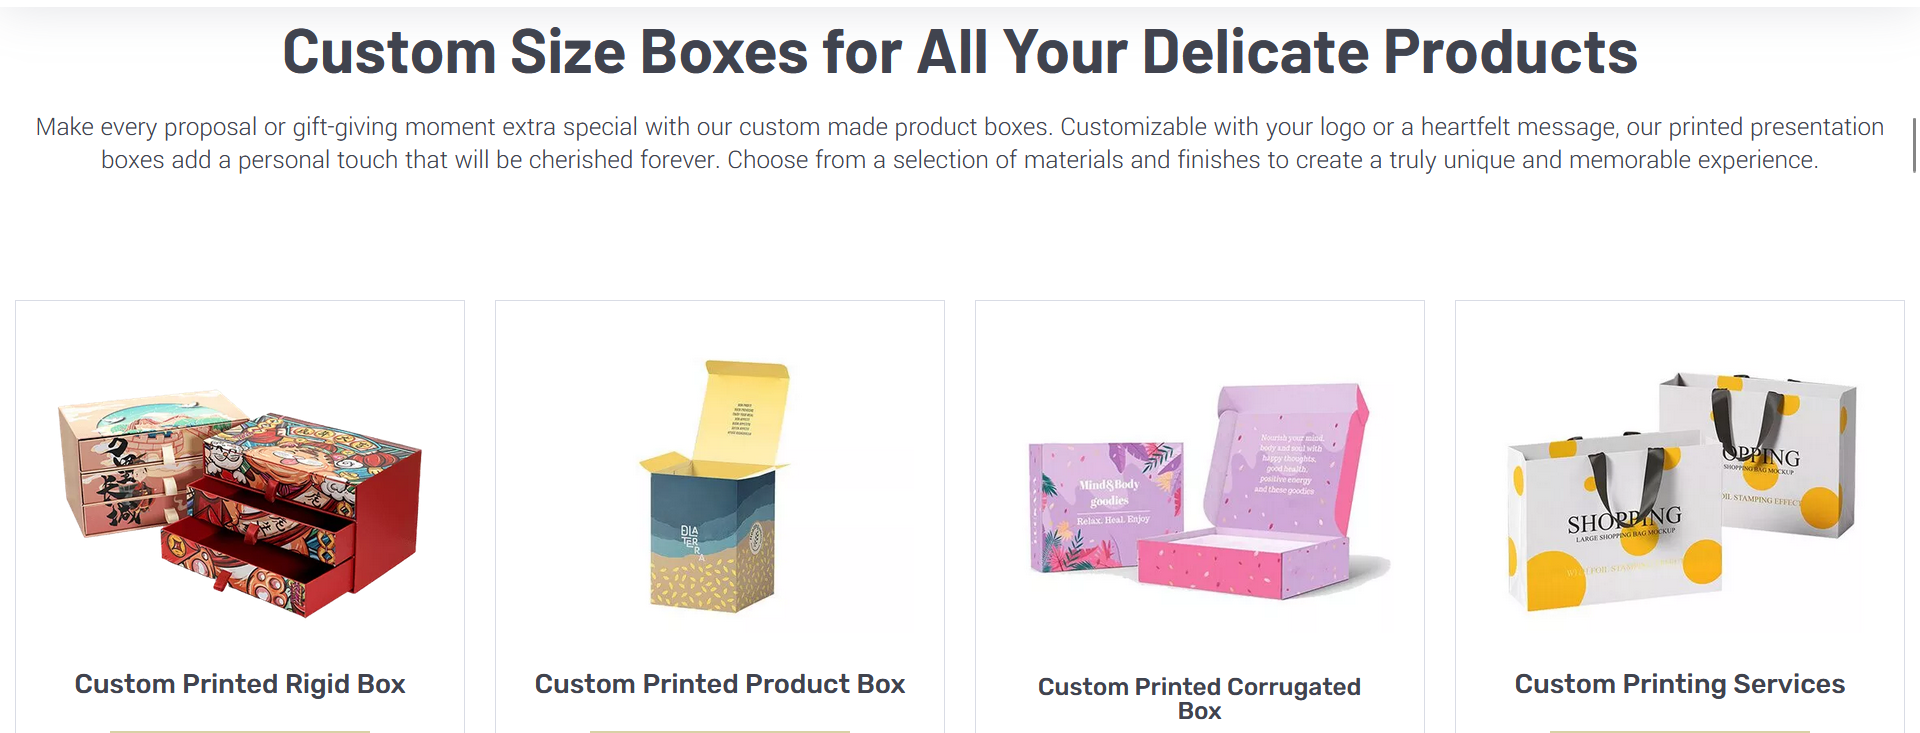 Custom Size Boxes for All Your Delicate Products
Make every proposal or gift-giving moment extra special with our custom made product boxes. Customizable with your logo or a heartfelt message, our printed presentation
boxes add a personal touch that will be cherished forever. Choose from a selection of materials and finishes to create a truly unique and memorable experience.
DIA
TER
RA
Mind&Body
goodies
Relax. Heal. Enjoy
Nourish your mind,
body and soul with
happy thoughts,
good health,
positive energy
and these goodies
OPPING
SHOPPING BAG MOCKUP
OIL STAMPING EFFECT
SHOPPING
LARGE SHOPPING BAG MOCKUP
Custom Printed Rigid Box
Custom Printed Product Box
Custom Printed Corrugated
Box
Custom Printing Services